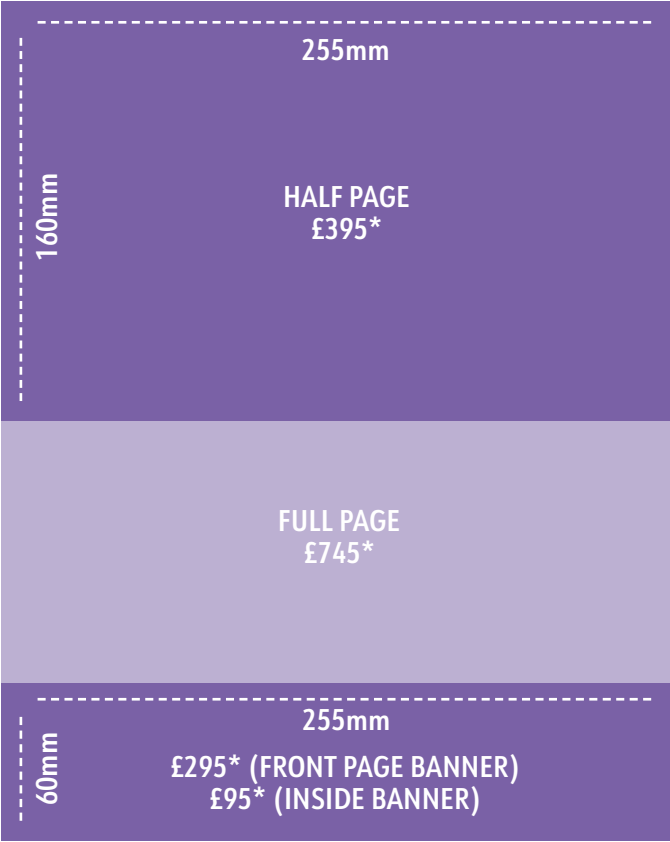 255mm
160mm
HALF PAGE
£395*
FULL PAGE
£745*
255mm
60mm
£295* (FRONT PAGE BANNER)
£95* (INSIDE BANNER)